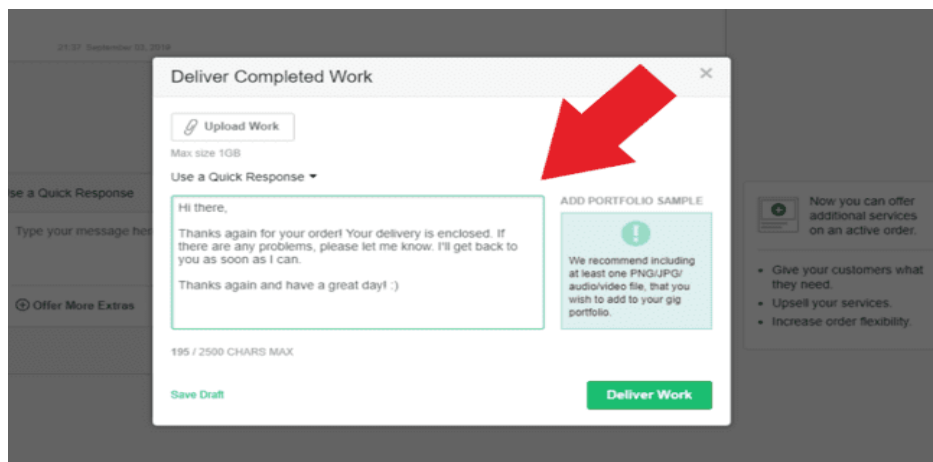 21:37 September 03, 2019
Deliver Completed Work
Upload Work
Max size 1GB
Use a Quick Response
se a Quick Response
Hi there,
Thanks again for your order! Your delivery is enclosed. If
there are any problems, please let me know. I'll get back to
you as soon as I can.
Thanks again and have a great day! :)
Type your message her
Offer More Extras
ADD PORTFOLIO SAMPLE
We recommend including
at least one PNG/JPG/
audio/video file, that you
wish to add to your gig
portfolio.
195 / 2500 CHARS MAX
Save Draft
Deliver Work
Now you can offer
additional services
on an active order.
• Give your customers what
they need.
• Upsell your services.
• Increase order flexibility.